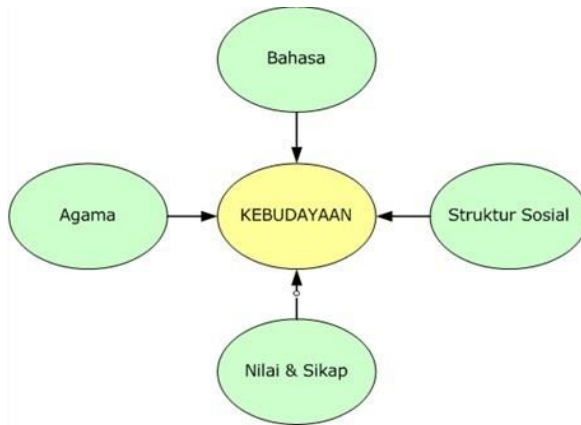 Bahasa
Agama
KEBUDAYAAN
Struktur Sosial
Nilai & Sikap